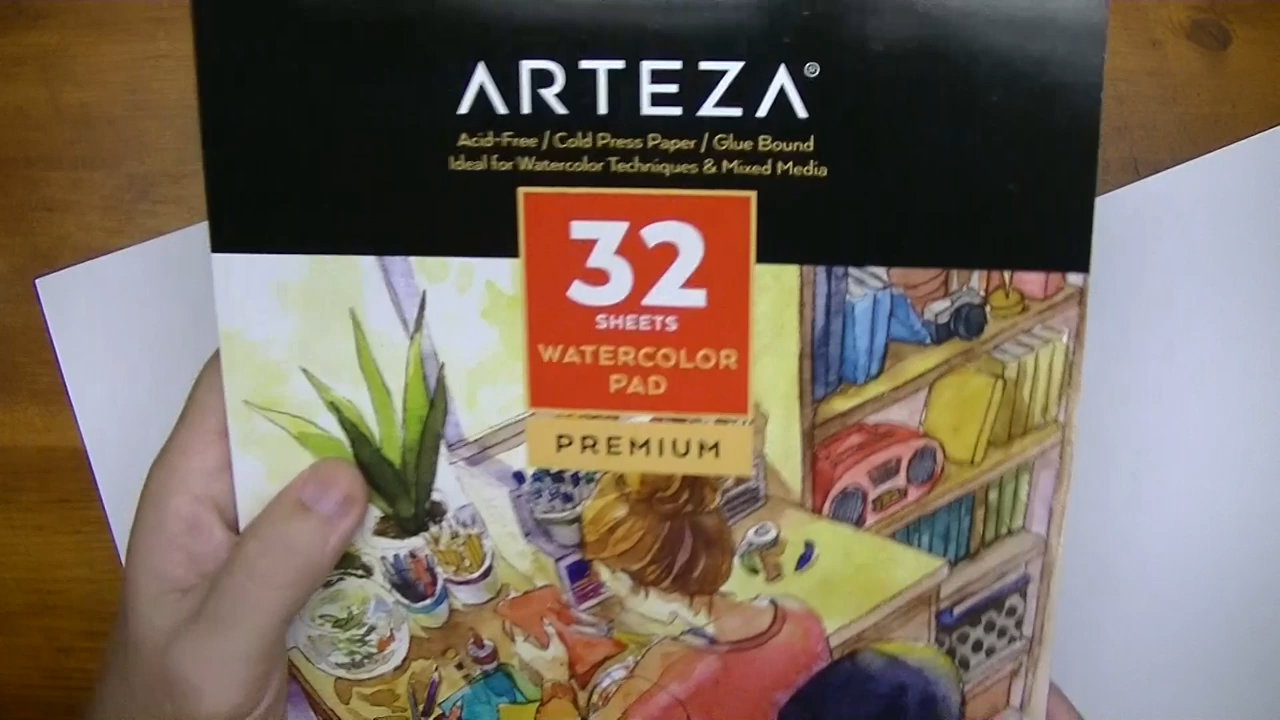 ARTEZA®
Acid-Free / Cold Press Paper / Glue Bound
Ideal for Watercolor Techniques & Mixed Media
32
SHEETS
WATERCOLOR
PAD
PREMIUM